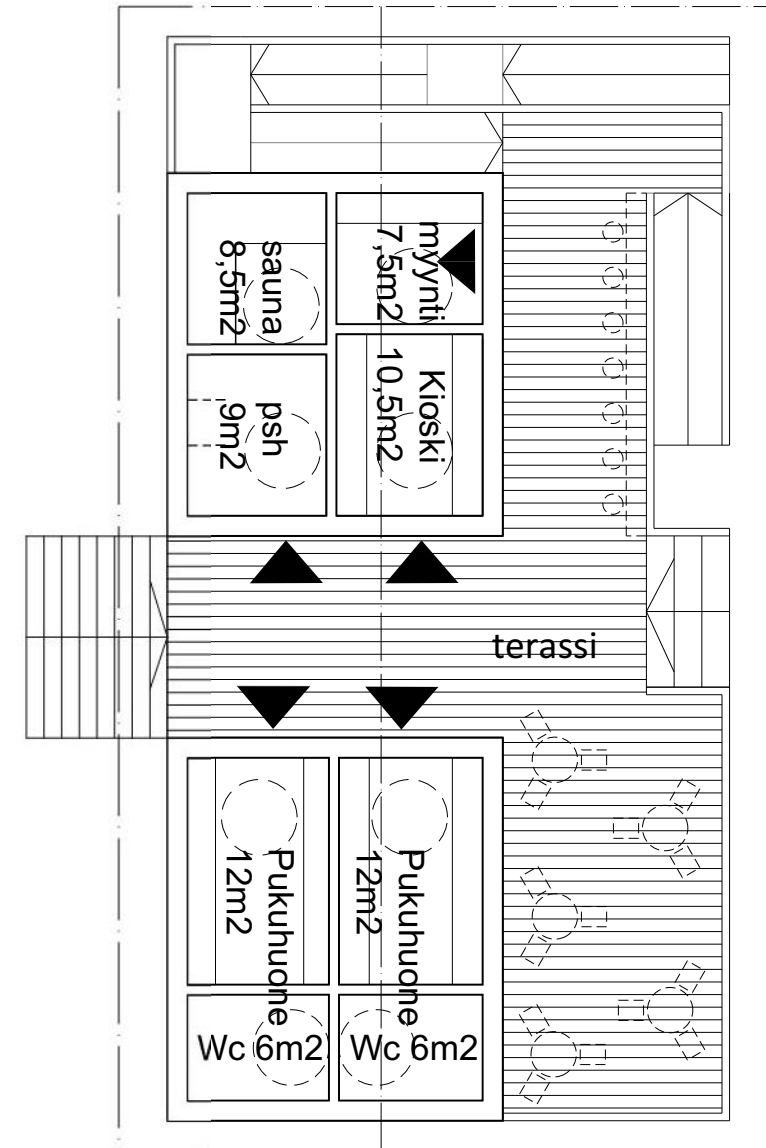 sauna
8,5m2
myynti
7,5m2
psh
9m2
Kioski
10,5m2
terassi
Pukuhuone
12m2
Pukuhuone
12m2
Wc 6m2
Wc 6m2